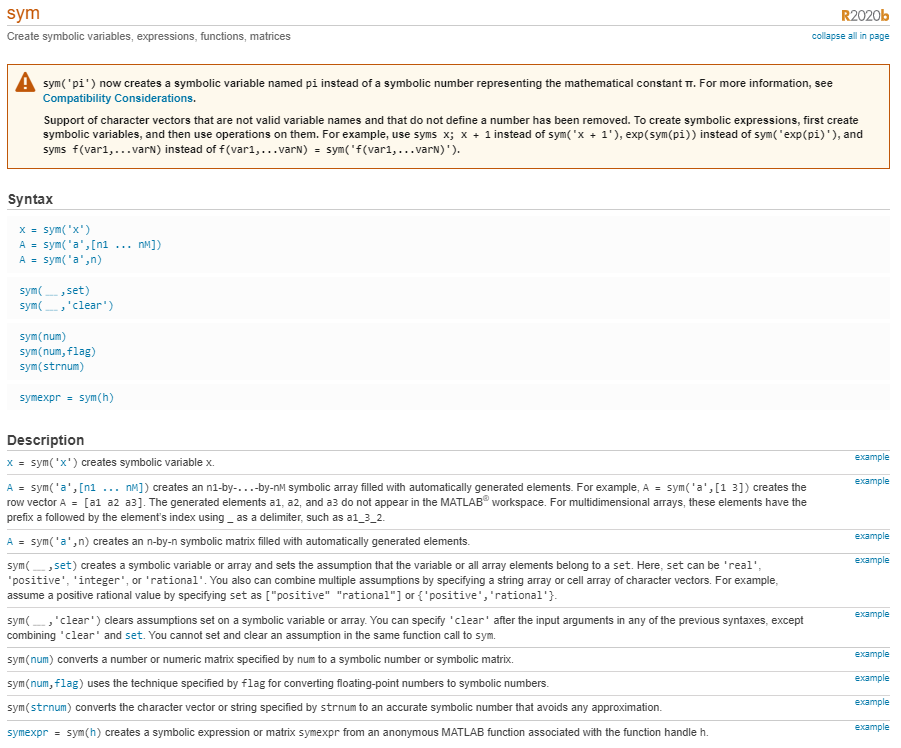 sym
R2020b
Create symbolic variables, expressions, functions, matrices
collapse all in page
sym('pi') now creates a symbolic variable named pi instead of a symbolic number representing the mathematical constant π. For more information, see
Compatibility Considerations.
Support of character vectors that are not valid variable names and that do not define a number has been removed. To create symbolic expressions, first create
symbolic variables, and then use operations on them. For example, use syms x; x + 1 instead of sym('x + 1'), exp(sym(pi)) instead of sym('exp(pi)'), and
syms f(var1,...varN) instead of f(var1,...varN) = sym('f(var1,...varN)').
Syntax
x = sym('x')
A = sym('a',[n1 ... nM])
A = sym('a',n)
sym( __ ,set)
sym( __ ,'clear')
sym(num)
sym(num,flag)
sym(strnum)
symexpr = sym(h)
Description
x = sym('x') creates symbolic variable x.
example
A = sym('a',[n1 ... nM]) creates an n1-by-...-by-nM symbolic array filled with automatically generated elements. For example, A = sym('a',[1 3]) creates the
example
row vector A = [a1 a2 a3]. The generated elements a1, a2, and a3 do not appear in the MATLAB® workspace. For multidimensional arrays, these elements have the
prefix a followed by the element's index using _ as a delimiter, such as a1_3_2.
A = sym('a',n) creates an n-by-n symbolic matrix filled with automatically generated elements.
example
sym( __ ,set) creates a symbolic variable or array and sets the assumption that the variable or all array elements belong to a set. Here, set can be 'real',
example
'positive', 'integer', or 'rational'. You also can combine multiple assumptions by specifying a string array or cell array of character vectors. For example,
assume a positive rational value by specifying set as ["positive" "rational"] or {'positive','rational'}.
sym( __ ,'clear') clears assumptions set on a symbolic variable or array. You can specify 'clear' after the input arguments in any of the previous syntaxes, except
example
combining 'clear' and set. You cannot set and clear an assumption in the same function call to sym.
sym(num) converts a number or numeric matrix specified by num to a symbolic number or symbolic matrix.
example
sym(num,flag) uses the technique specified by flag for converting floating-point numbers to symbolic numbers.
example
sym(strnum) converts the character vector or string specified by strnum to an accurate symbolic number that avoids any approximation.
example
symexpr = sym(h) creates a symbolic expression or matrix symexpr from an anonymous MATLAB function associated with the function handle h.
example